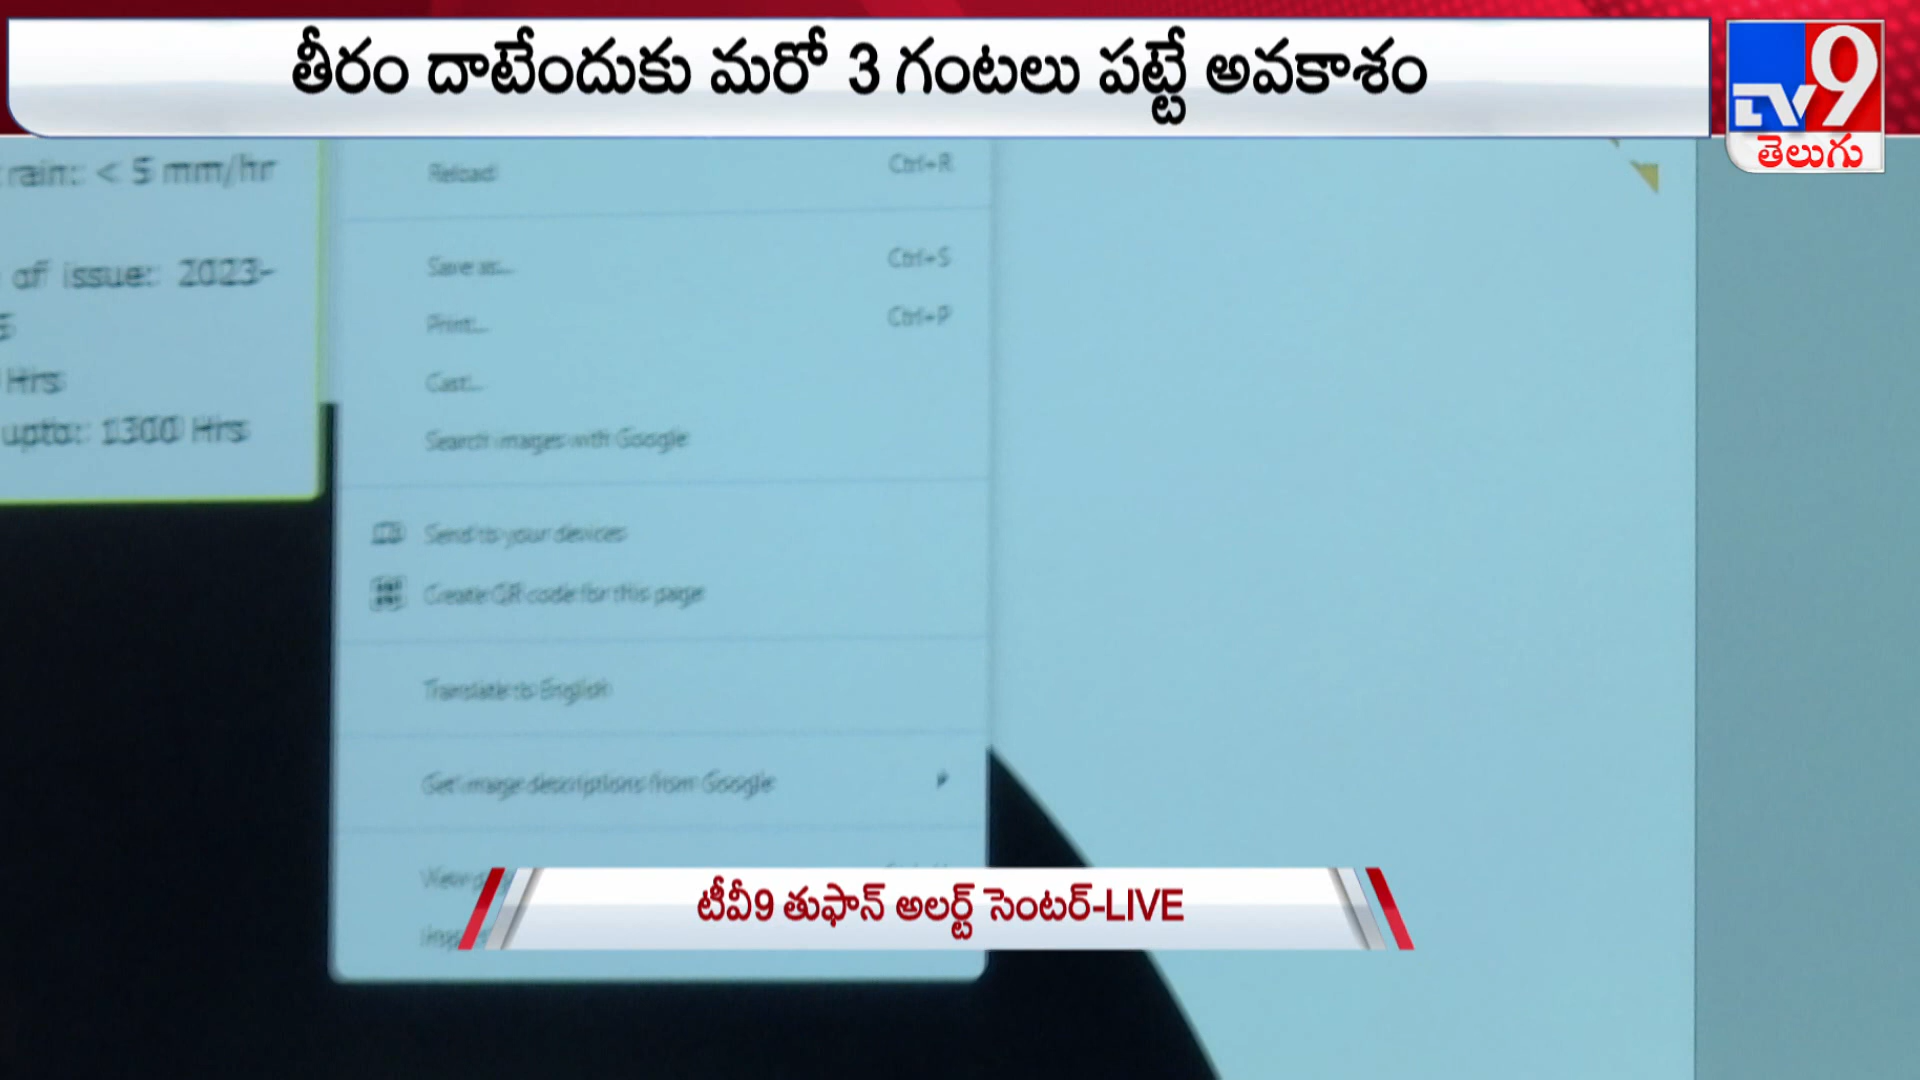 తీరం దాటేందుకు మరో 3 గంటలు పట్టే అవకాశం
TV9
తెలుగు
rain: < 5 mm/hr
of issue: 2023-
Hrs
upto: 1300 Hrs
Reload Ctrl+R
Save as... Ctrl+S
Print... Ctrl+P
Cast...
Search images with Google
Send to your devices
Create QR code for this page
Translate to English
Get image descriptions from Google
టీవీ9 తుఫాన్ అలర్ట్ సెంటర్-LIVE